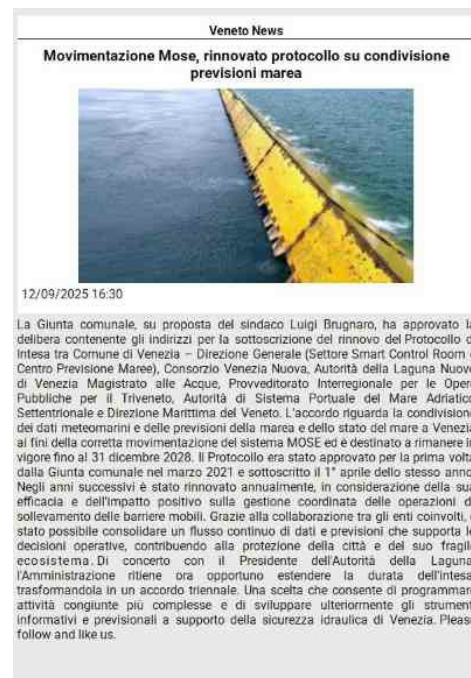 Veneto News
Movimentazione Mose, rinnovato protocollo su condivisione
previsioni marea
12/09/2025 16:30
La Giunta comunale, su proposta del sindaco Luigi Brugnaro, ha approvato l
delibera contenente gli indirizzi per la sottoscrizione del rinnovo del Protocollo d
Intesa tra Comune di Venezia – Direzione Generale (Settore Smart Control Room
Centro Previsione Maree), Consorzio Venezia Nuova, Autorità della Laguna Nuov
di Venezia Magistrato alle Acque, Provveditorato Interregionale per le Oper
Pubbliche per il Triveneto, Autorità di Sistema Portuale del Mare Adriatico
Settentrionale e Direzione Marittima del Veneto. L'accordo riguarda la condivisione
dei dati meteomarini e delle previsioni della marea e dello stato del mare a Venezia
ai fini della corretta movimentazione del sistema MOSE ed è destinato a rimanere in
vigore fino al 31 dicembre 2028. Il Protocollo era stato approvato per la prima volta
dalla Giunta comunale nel marzo 2021 e sottoscritto il 1° aprile dello stesso anno.
Negli anni successivi è stato rinnovato annualmente, in considerazione della su
efficacia e dell'impatto positivo sulla gestione coordinata delle operazioni d
sollevamento delle barriere mobili. Grazie alla collaborazione tra gli enti coinvolti,
stato possibile consolidare un flusso continuo di dati e previsioni che supporta l
decisioni operative, contribuendo alla protezione della città e del suo fragil
ecosistema. Di concerto con il Presidente dell'Autorità della Laguna,
l'Amministrazione ritiene ora opportuno estendere la durata dell'intesa
trasformandola in un accordo triennale. Una scelta che consente di programmar
attività congiunte più complesse e di sviluppare ulteriormente gli strument
informativi e previsionali a supporto della sicurezza idraulica di Venezia. Pleas
follow and like us.